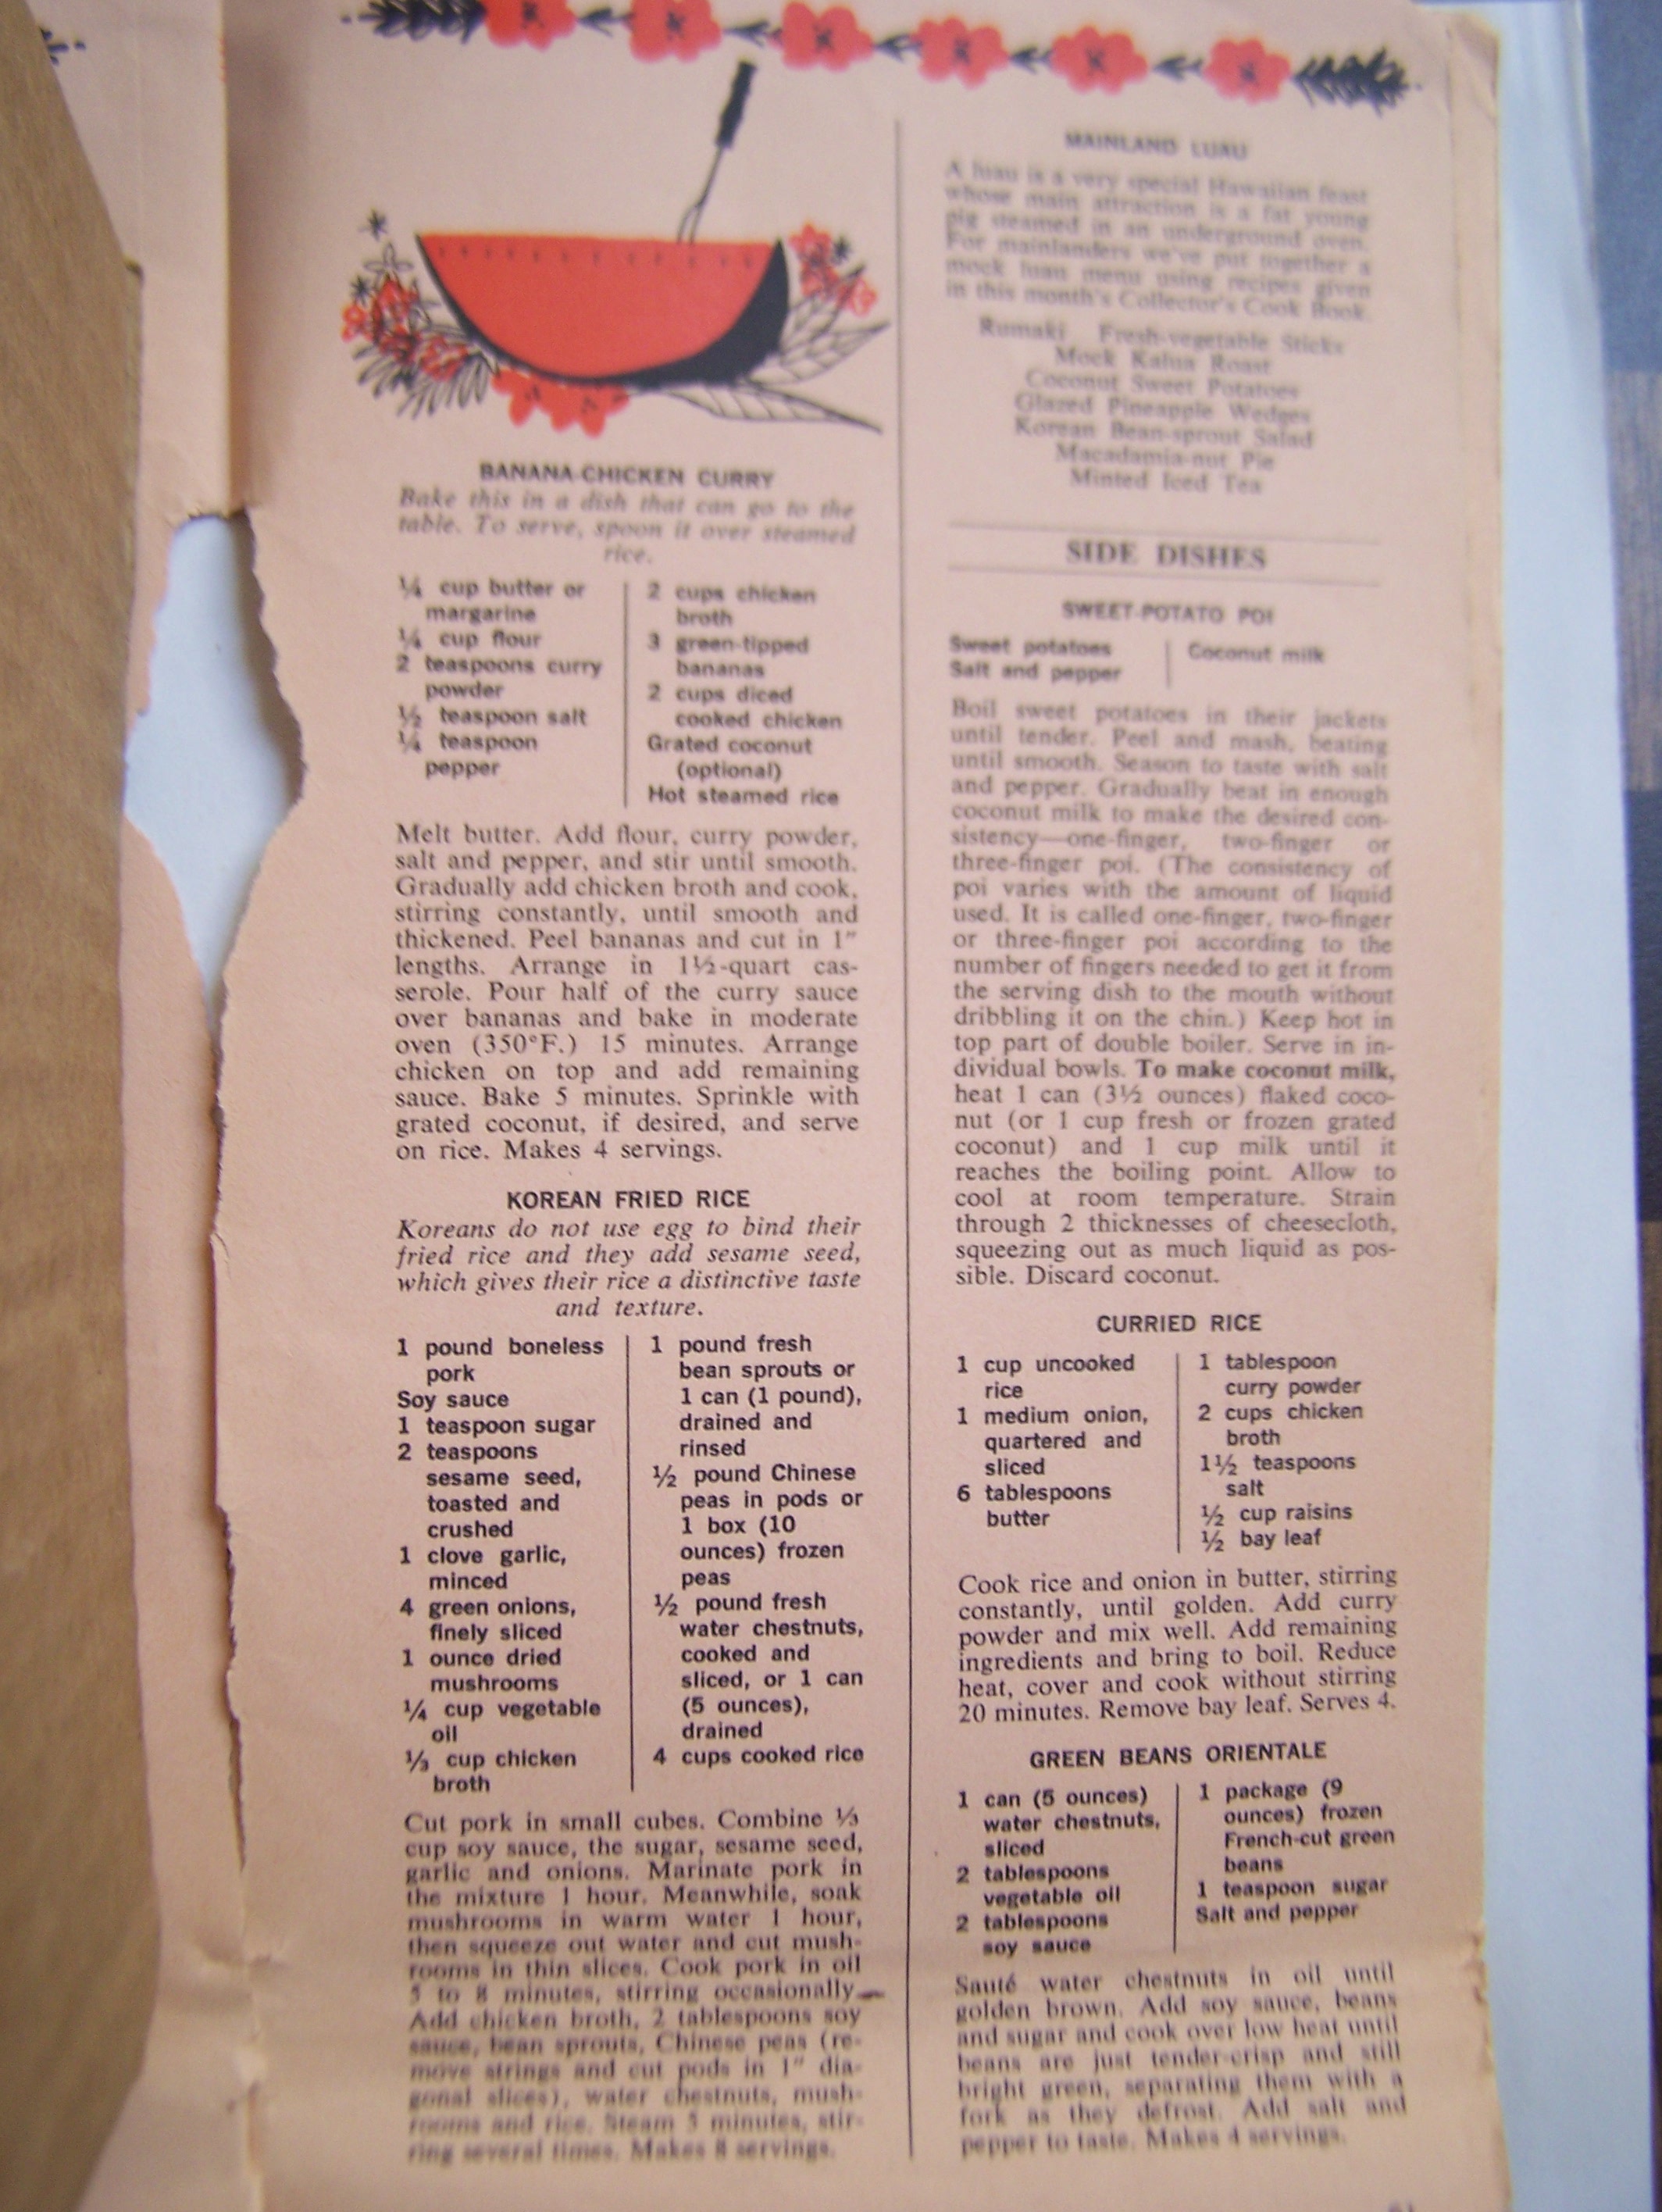 BANANA-CHICKEN CURRY
Bake this in a dish that can go to the
table. To serve, spoon it over steamed
rice.
¼ cup butter or
margarine
¼ cup flour
2 teaspoons curry
powder
½ teaspoon salt
¼ teaspoon
pepper
2 cups chicken
broth
3 green-tipped
bananas
2 cups diced
cooked chicken
Grated coconut
(optional)
Hot steamed rice
Melt butter. Add flour, curry powder,
salt and pepper, and stir until smooth.
Gradually add chicken broth and cook,
stirring constantly, until smooth and
thickened. Peel bananas and cut in 1"
lengths. Arrange in 1½-quart cas-
serole. Pour half of the curry sauce
over bananas and bake in moderate
oven (350°F.) 15 minutes. Arrange
chicken on top and add remaining
sauce. Bake 5 minutes. Sprinkle with
grated coconut, if desired, and serve
on rice. Makes 4 servings.
KOREAN FRIED RICE
Koreans do not use egg to bind their
fried rice and they add sesame seed,
which gives their rice a distinctive taste
and texture.
1 pound boneless
pork
Soy sauce
1 teaspoon sugar
2 teaspoons
sesame seed,
toasted and
crushed
1 clove garlic,
minced
4 green onions,
finely sliced
1 ounce dried
mushrooms
¼ cup vegetable
oil
⅓ cup chicken
broth
1 pound fresh
bean sprouts or
1 can (1 pound),
drained and
rinsed
½ pound Chinese
peas in pods or
1 box (10
ounces) frozen
peas
½ pound fresh
water chestnuts,
cooked and
sliced, or 1 can
(5 ounces),
drained
4 cups cooked rice
Cut pork in small cubes. Combine ⅓
cup soy sauce, the sugar, sesame seed,
garlic and onions. Marinate pork in
the mixture 1 hour. Meanwhile, soak
mushrooms in warm water 1 hour,
then squeeze out water and cut mush-
rooms in thin slices. Cook pork in oil
5 to 8 minutes, stirring occasionally.
Add chicken broth, 2 tablespoons soy
sauce, bean sprouts, Chinese peas (re-
move strings and cut pods in 1" dia-
gonal slices), water chestnuts, mush-
rooms and rice. Steam 5 minutes, stir-
ring several times. Makes 8 servings.
MAINLAND LUAU
A luau is a very special Hawaiian feast
whose main attraction is a fat young
pig steamed in an underground oven.
For mainlanders we've put together a
mock luau menu using recipes given
in this month's Collector's Cook Book.
Rumaki Fresh-vegetable Sticks
Mock Kalua Roast
Coconut Sweet Potatoes
Glazed Pineapple Wedges
Korean Bean-sprout Salad
Macadamia-nut Pie
Minted Iced Tea
SIDE DISHES
SWEET-POTATO POI
Sweet potatoes
Salt and pepper
Coconut milk
Boil sweet potatoes in their jackets
until tender. Peel and mash, beating
until smooth. Season to taste with salt
and pepper. Gradually beat in enough
coconut milk to make the desired con-
sistency—one-finger, two-finger or
three-finger poi. (The consistency of
poi varies with the amount of liquid
used. It is called one-finger, two-finger
or three-finger poi according to the
number of fingers needed to get it from
the serving dish to the mouth without
dribbling it on the chin.) Keep hot in
top part of double boiler. Serve in in-
dividual bowls. To make coconut milk,
heat 1 can (3½ ounces) flaked coco-
nut (or 1 cup fresh or frozen grated
coconut) and 1 cup milk until it
reaches the boiling point. Allow to
cool at room temperature. Strain
through 2 thicknesses of cheesecloth,
squeezing out as much liquid as pos-
sible. Discard coconut.
CURRIED RICE
1 cup uncooked
rice
1 medium onion,
quartered and
sliced
6 tablespoons
butter
1 tablespoon
curry powder
2 cups chicken
broth
1½ teaspoons
salt
½ cup raisins
½ bay leaf
Cook rice and onion in butter, stirring
constantly, until golden. Add curry
powder and mix well. Add remaining
ingredients and bring to boil. Reduce
heat, cover and cook without stirring
20 minutes. Remove bay leaf. Serves 4.
GREEN BEANS ORIENTALE
1 can (5 ounces)
water chestnuts,
sliced
2 tablespoons
vegetable oil
2 tablespoons
soy sauce
1 package (9
ounces) frozen
French-cut green
beans
1 teaspoon sugar
Salt and pepper
Sauté water chestnuts in oil until
golden brown. Add soy sauce, beans
and sugar and cook over low heat until
beans are just tender-crisp and still
bright green, separating them with a
fork as they defrost. Add salt and
pepper to taste. Makes 4 servings.